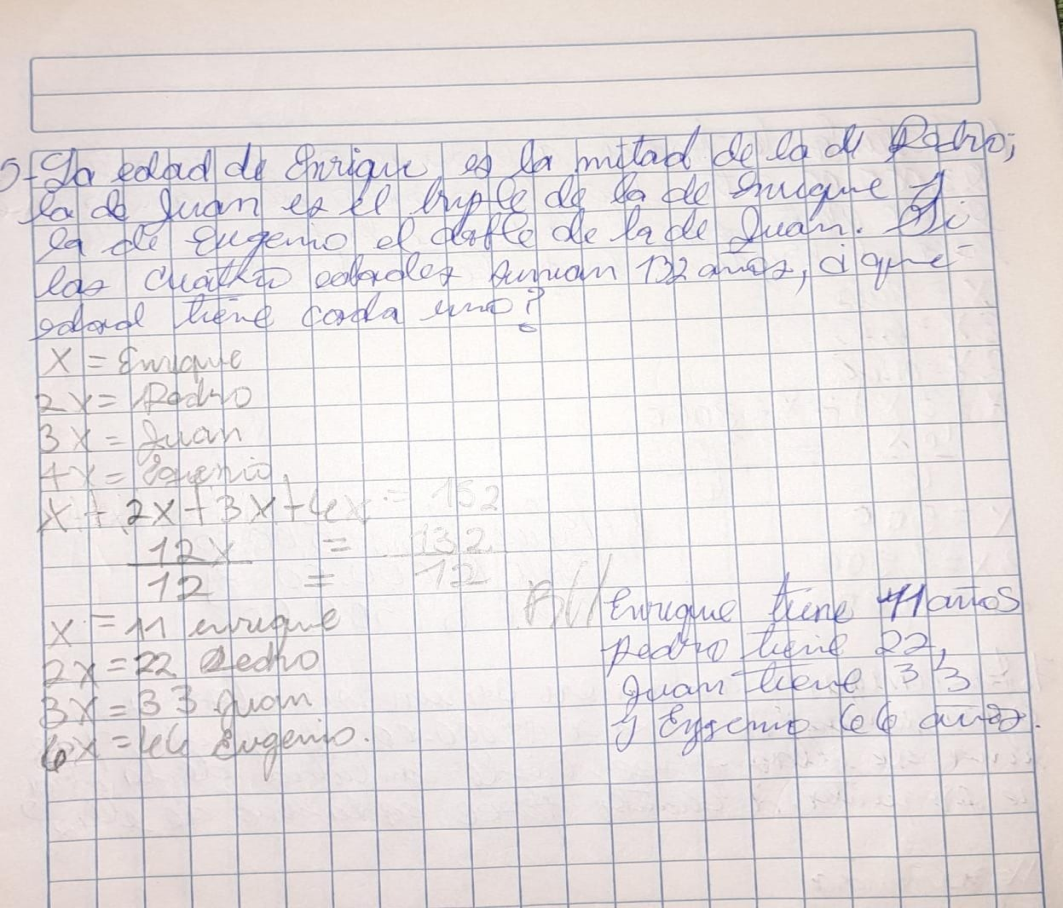 5-La edad de Enrique es la mitad de la de Pedro;
la de Juan es el triple de la de Enrique y
la de Eugenio el doble de la de Juan. Si
las cuatro edades suman 132 años, ¿qué
edad tiene cada uno?
x = Enrique
2x = Pedro
3x = Juan
4x = Egenio
x + 2x + 3x + 6x = 132
12x = 132
12 = 12
x = 11 enrique
2x = 22 Pedro
3x = 33 Juan
6x = 66 Eugenio.
R// Enrique tiene 11 años
Pedro tiene 22,
Juan tiene 33
y Eugenio 66 años.